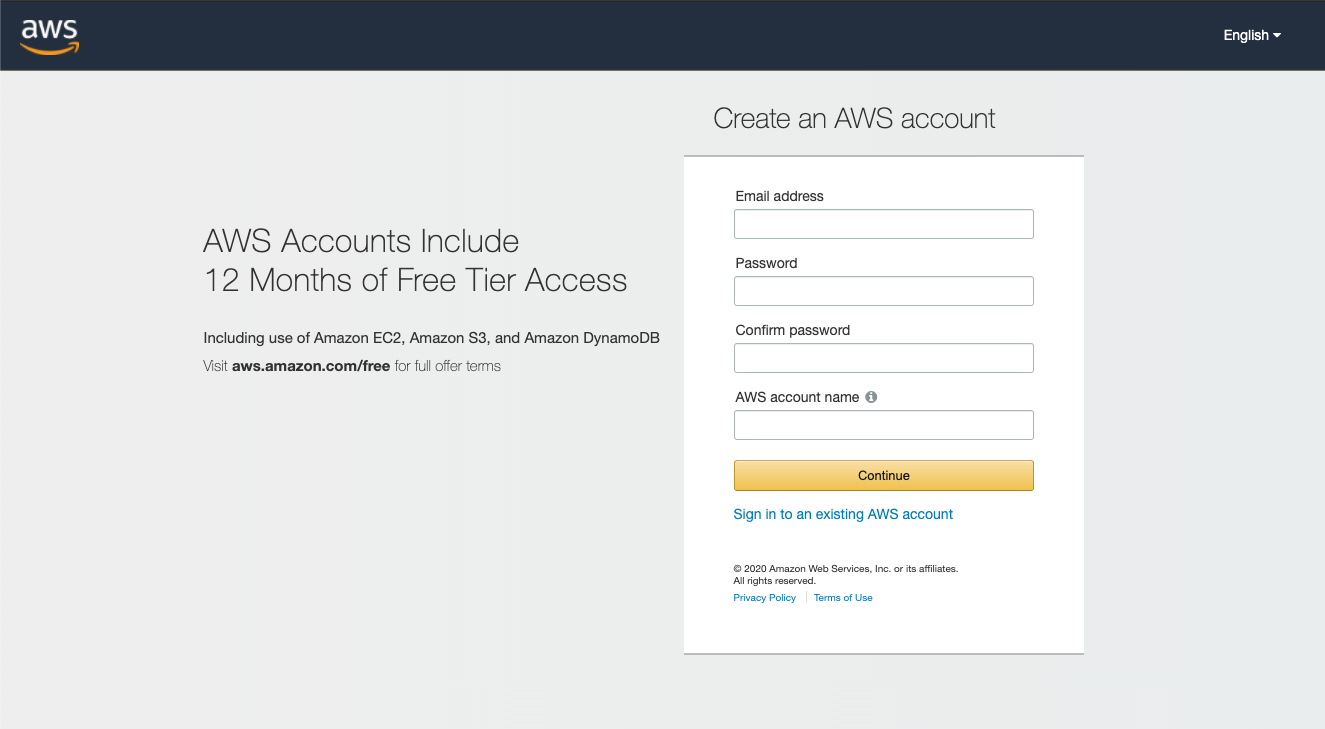 aws
English
Create an AWS account
AWS Accounts Include
12 Months of Free Tier Access
Including use of Amazon EC2, Amazon S3, and Amazon DynamoDB
Visit aws.amazon.com/free for full offer terms
Email address
Password
Confirm password
AWS account name
Continue
Sign in to an existing AWS account
© 2020 Amazon Web Services, Inc. or its affiliates.
All rights reserved.
Privacy Policy
Terms of Use